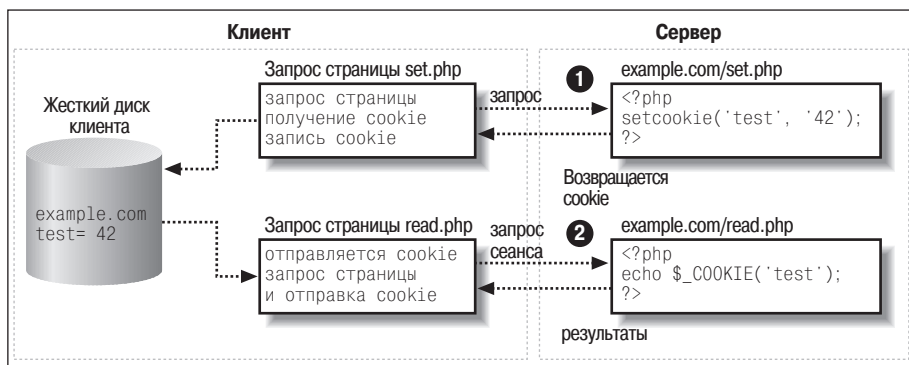 Клиент
Сервер
Запрос страницы set.php
запрос страницы
получение cookie
запись cookie
запрос
1
example.com/set.php
<?php
setcookie('test', '42');
?>
Жесткий диск
клиента
example.com
test= 42
Возвращается
cookie
Запрос страницы read.php
отправляется cookie
запрос страницы
и отправка cookie
запрос
сеанса
2
example.com/read.php
<?php
echo $_COOKIE('test');
?>
результаты